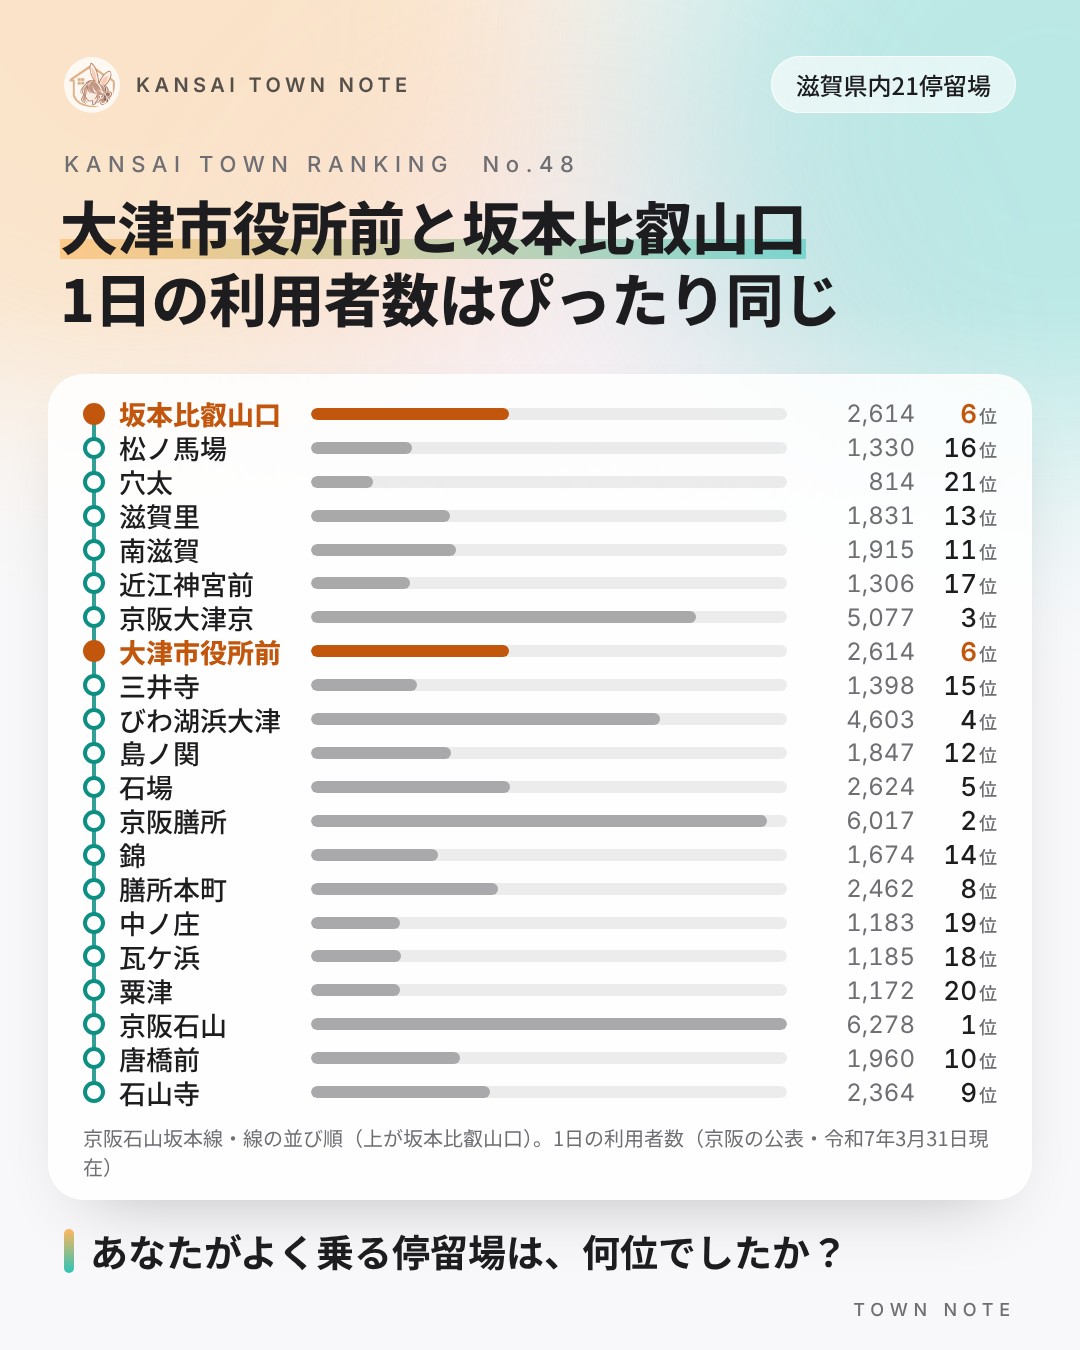 KANSAI TOWN NOTE
滋賀県内21停留場
KANSAI TOWN RANKING No.48
大津市役所前と坂本比叡山口
1日の利用者数はぴったり同じ
坂本比叡山口 2,614 6位
松ノ馬場 1,330 16位
穴太 814 21位
滋賀里 1,831 13位
南滋賀 1,915 11位
近江神宮前 1,306 17位
京阪大津京 5,077 3位
大津市役所前 2,614 6位
三井寺 1,398 15位
びわ湖浜大津 4,603 4位
島ノ関 1,847 12位
石場 2,624 5位
京阪膳所 6,017 2位
錦 1,674 14位
膳所本町 2,462 8位
中ノ庄 1,183 19位
瓦ケ浜 1,185 18位
粟津 1,172 20位
京阪石山 6,278 1位
唐橋前 1,960 10位
石山寺 2,364 9位
京阪石山坂本線・線の並び順（上が坂本比叡山口）。1日の利用者数（京阪の公表・令和7年3月31日現
在）
あなたがよく乗る停留場は、何位でしたか？
TOWN NOTE